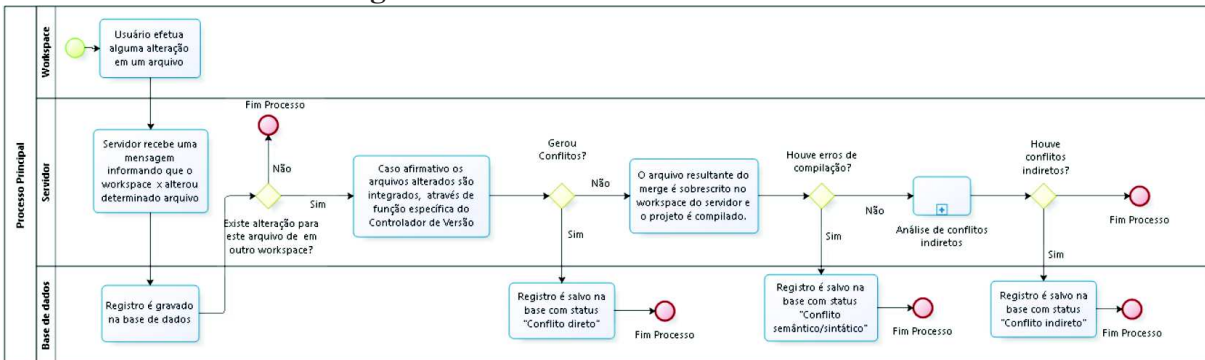 Processo Principal
Workspace
Usuário efetua
alguma alteração
em um arquivo
Servidor
Servidor recebe uma
mensagem
informando que o
workspace x alterou
determinado arquivo
Fim Processo
Não
Sim
Existe alteração para
este arquivo de em
outro workspace?
Caso afirmativo os
arquivos alterados são
integrados, através de
função específica do
Controlador de Versão
Gerou
Conflitos?
Não
Sim
O arquivo resultante do
merge é sobrescrito no
workspace do servidor e
o projeto é compilado.
Houve erros de
compilação?
Não
Sim
Análise de conflitos
indiretos
Houve
conflitos
indiretos?
Sim
Fim Processo
Base de dados
Registro é gravado
na base de dados
Registro é salvo na
base com status
"Conflito direto"
Fim Processo
Registro é salvo na
base com status
"Conflito
semântico/sintático"
Fim Processo
Registro é salvo na
base com status
"Conflito indireto"
Fim Processo